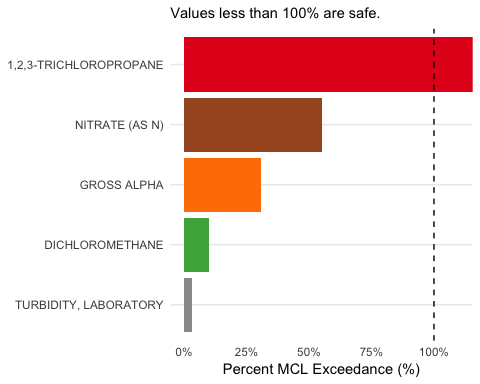 Values less than 100% are safe.
1,2,3-TRICHLOROPROPANE
NITRATE (AS N)
GROSS ALPHA
DICHLOROMETHANE
TURBIDITY, LABORATORY
0% 25% 50% 75% 100%
Percent MCL Exceedance (%)